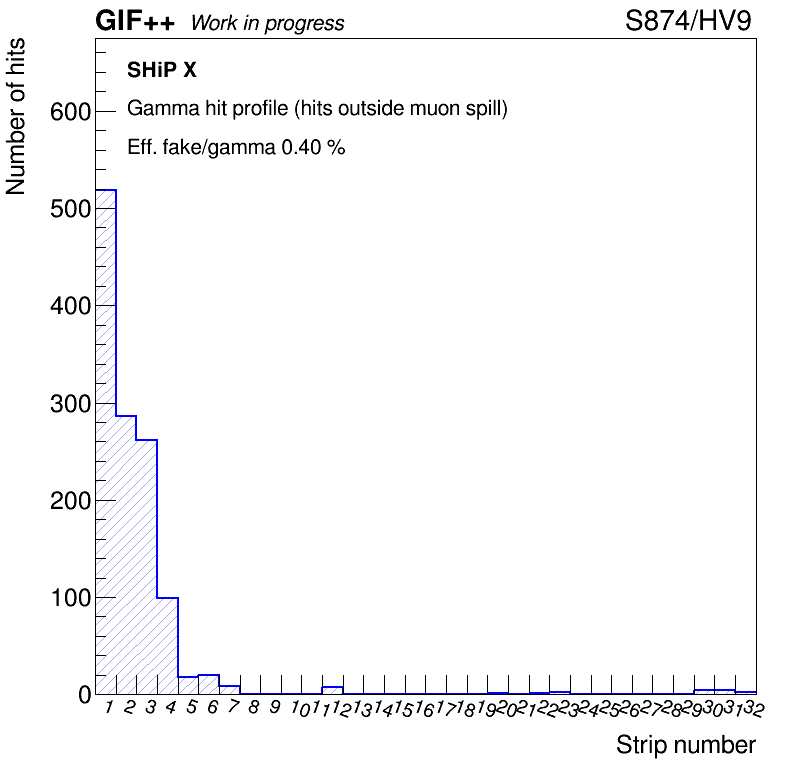 GIF++ Work in progress S874/HV9
Number of hits
SHiP X
Gamma hit profile (hits outside muon spill)
Eff. fake/gamma 0.40 %
600
500
400
300
200
100
0
1 2 3 4 5 6 7 8 9 10 11 12 13 14 15 16 17 18 19 20 21 22 23 24 25 26 27 28 29 30 31 32
Strip number